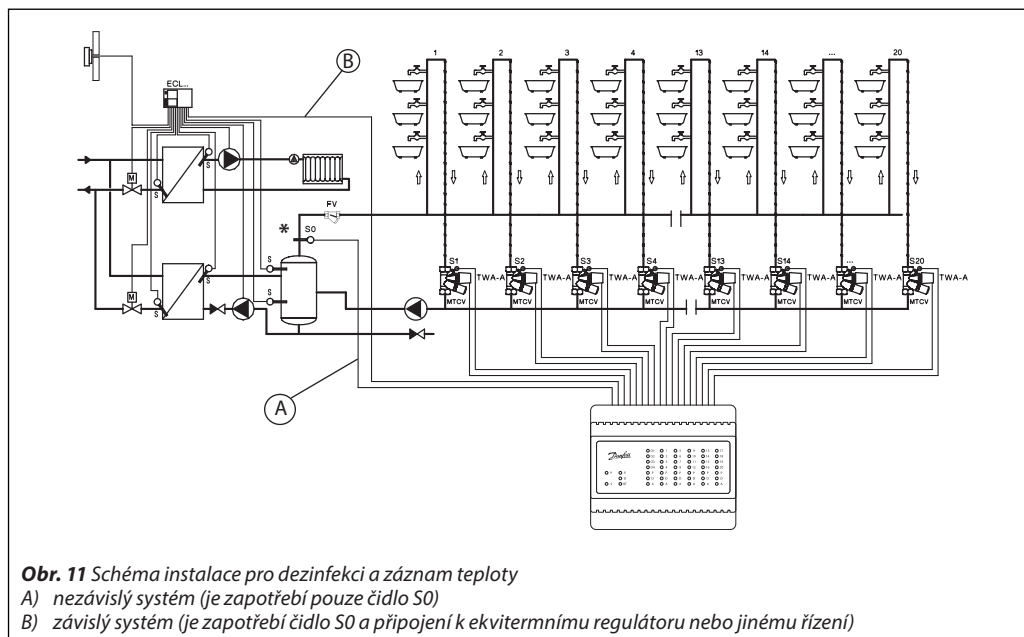 1 2 3 4 13 14 ... 20
B
ECL...
M
S
S
FV
* S0
S
S
M
S
S
S1 S2 S3 S4 S13 S14 ... S20
TWA-A TWA-A TWA-A TWA-A TWA-A TWA-A TWA-A TWA-A
MTCV MTCV MTCV MTCV MTCV MTCV MTCV MTCV
A
Danfoss
Obr. 11 Schéma instalace pro dezinfekci a záznam teploty
A) nezávislý systém (je zapotřebí pouze čidlo S0)
B) závislý systém (je zapotřebí čidlo S0 a připojení k ekvitermnímu regulátoru nebo jinému řízení)